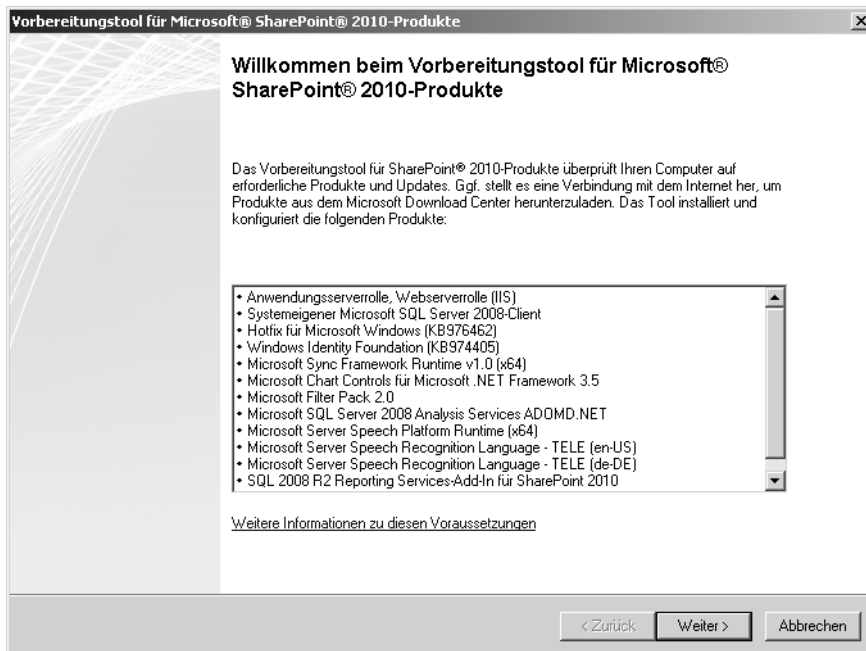 Vorbereitungstool für Microsoft® SharePoint® 2010-Produkte
Willkommen beim Vorbereitungstool für Microsoft®
SharePoint® 2010-Produkte
Das Vorbereitungstool für SharePoint® 2010-Produkte überprüft Ihren Computer auf
erforderliche Produkte und Updates. Ggf. stellt es eine Verbindung mit dem Internet her, um
Produkte aus dem Microsoft Download Center herunterzuladen. Das Tool installiert und
konfiguriert die folgenden Produkte:
• Anwendungsserverrolle, Webserverrolle (IIS)
• Systemeigener Microsoft SQL Server 2008-Client
• Hotfix für Microsoft Windows (KB976462)
• Windows Identity Foundation (KB974405)
• Microsoft Sync Framework Runtime v1.0 (x64)
• Microsoft Chart Controls für Microsoft .NET Framework 3.5
• Microsoft Filter Pack 2.0
• Microsoft SQL Server 2008 Analysis Services ADOMD.NET
• Microsoft Server Speech Platform Runtime (x64)
• Microsoft Server Speech Recognition Language - TELE (en-US)
• Microsoft Server Speech Recognition Language - TELE (de-DE)
• SQL 2008 R2 Reporting Services-Add-In für SharePoint 2010
Weitere Informationen zu diesen Voraussetzungen
< Zurück
Weiter >
Abbrechen